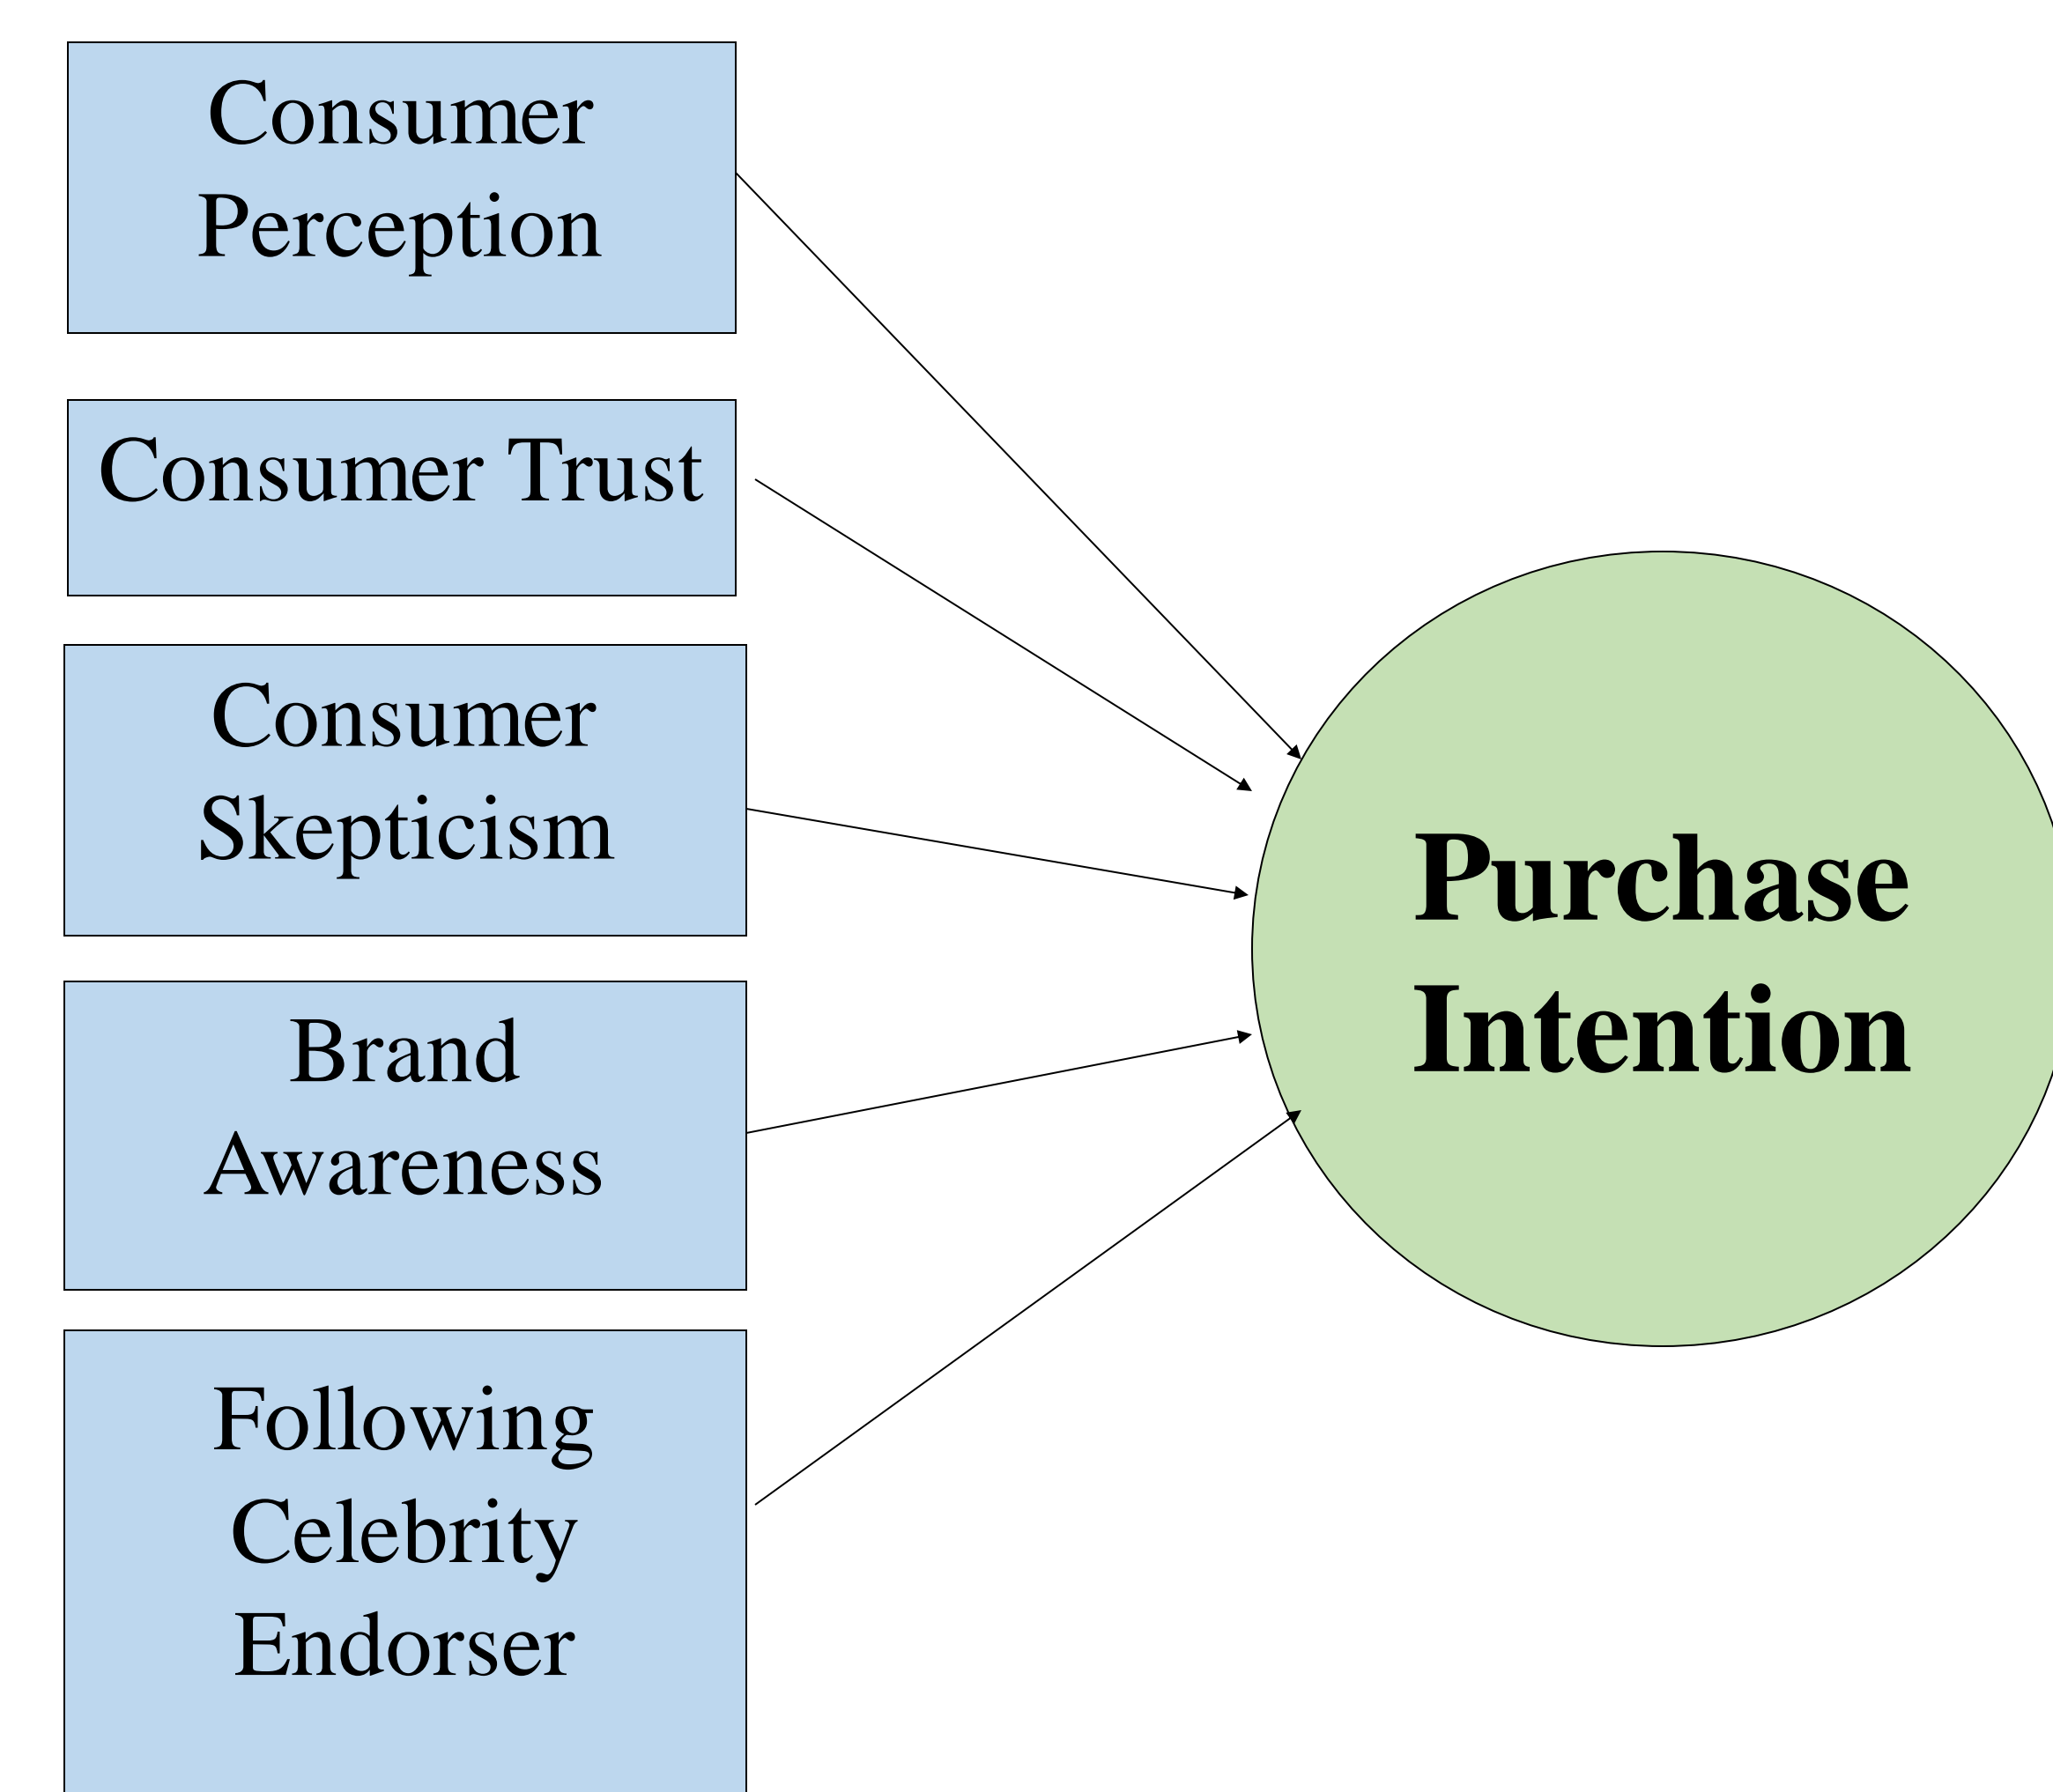 Consumer
Perception
Consumer Trust
Consumer
Skepticism
Brand
Awareness
Following
Celebrity
Endorser
Purchase
Intention